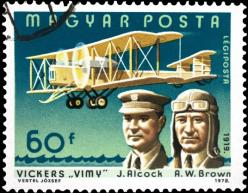 MAGYAR POSTA
LÉGIPOSTA
1919.
60f
VICKERS „VIMY” J. Alcock A.W. Brown
VERTEL JÓZSEF 1978.